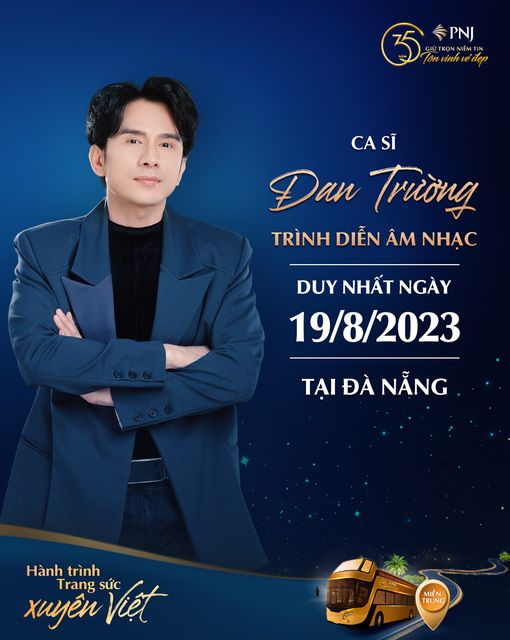 35
NĂM
PNJ
GIỮ TRỌN NIỀM TIN
Tôn vinh vẻ đẹp
CA SĨ
Đan Trường
TRÌNH DIỄN ÂM NHẠC
DUY NHẤT NGÀY
19/8/2023
TẠI ĐÀ NẴNG
Hành trình
Trang sức
xuyên Việt
MIỀN
TRUNG